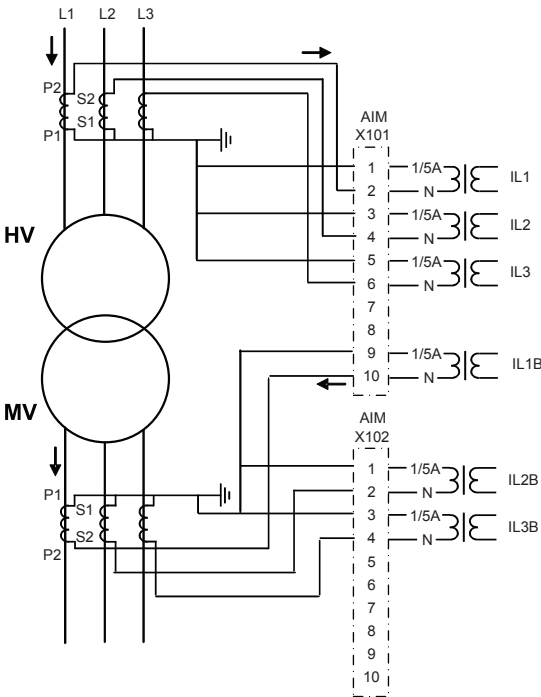 L1 L2 L3
P2
S2
S1
P1
AIM
X101
1 1/5A
IL1
2 N
3 1/5A
IL2
4 N
HV
5 1/5A
IL3
6 N
7
8
9 1/5A
IL1B
10 N
MV
AIM
X102
1 1/5A
IL2B
2 N
P1
S1
3 1/5A
IL3B
S2
4 N
P2
5
6
7
8
9
10